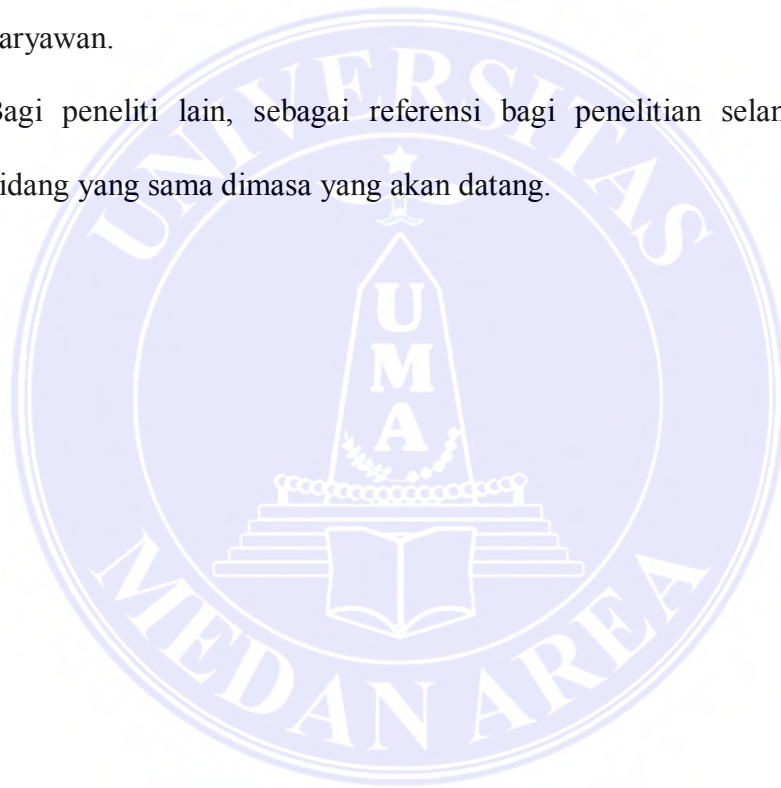 aryawan.
Bagi peneliti lain, sebagai referensi bagi penelitian selan
idang yang sama dimasa yang akan datang.
UNIVERSITAS
U
M
A
MEDAN AREA